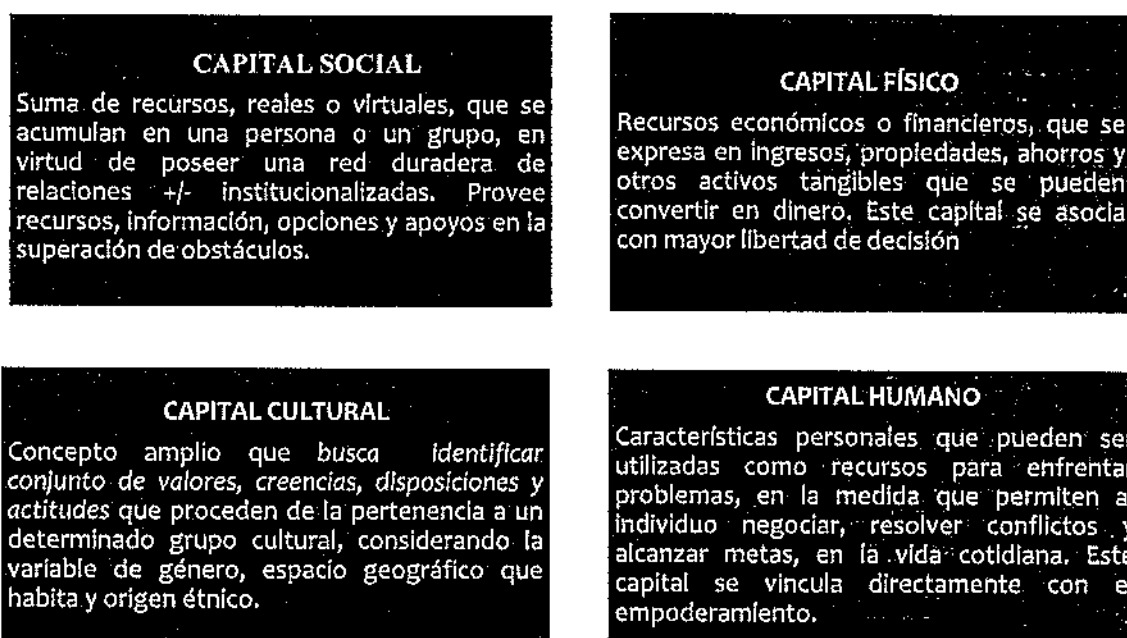 CAPITAL SOCIAL
Suma de recursos, reales o virtuales, que se
acumulan en una persona o un grupo, en
virtud de poseer una red duradera de
relaciones +/- institucionalizadas. Provee
recursos, información, opciones y apoyos en la
superación de obstáculos.
CAPITAL FÍSICO
Recursos económicos o financieros, que se
expresa en ingresos, propiedades, ahorros y
otros activos tangibles que se pueden
convertir en dinero. Este capital se asocia
con mayor libertad de decisión
CAPITAL CULTURAL
Concepto amplio que busca identificar
conjunto de valores, creencias, disposiciones y
actitudes que proceden de la pertenencia a un
determinado grupo cultural, considerando la
variable de género, espacio geográfico que
habita y origen étnico.
CAPITAL HUMANO
Características personales que pueden
utilizadas como recursos para
problemas, en la medida que permiten
individuo negociar, resolver conflictos
alcanzar metas, en la vida cotidiana.
capital se vincula directamente con
empoderamiento.